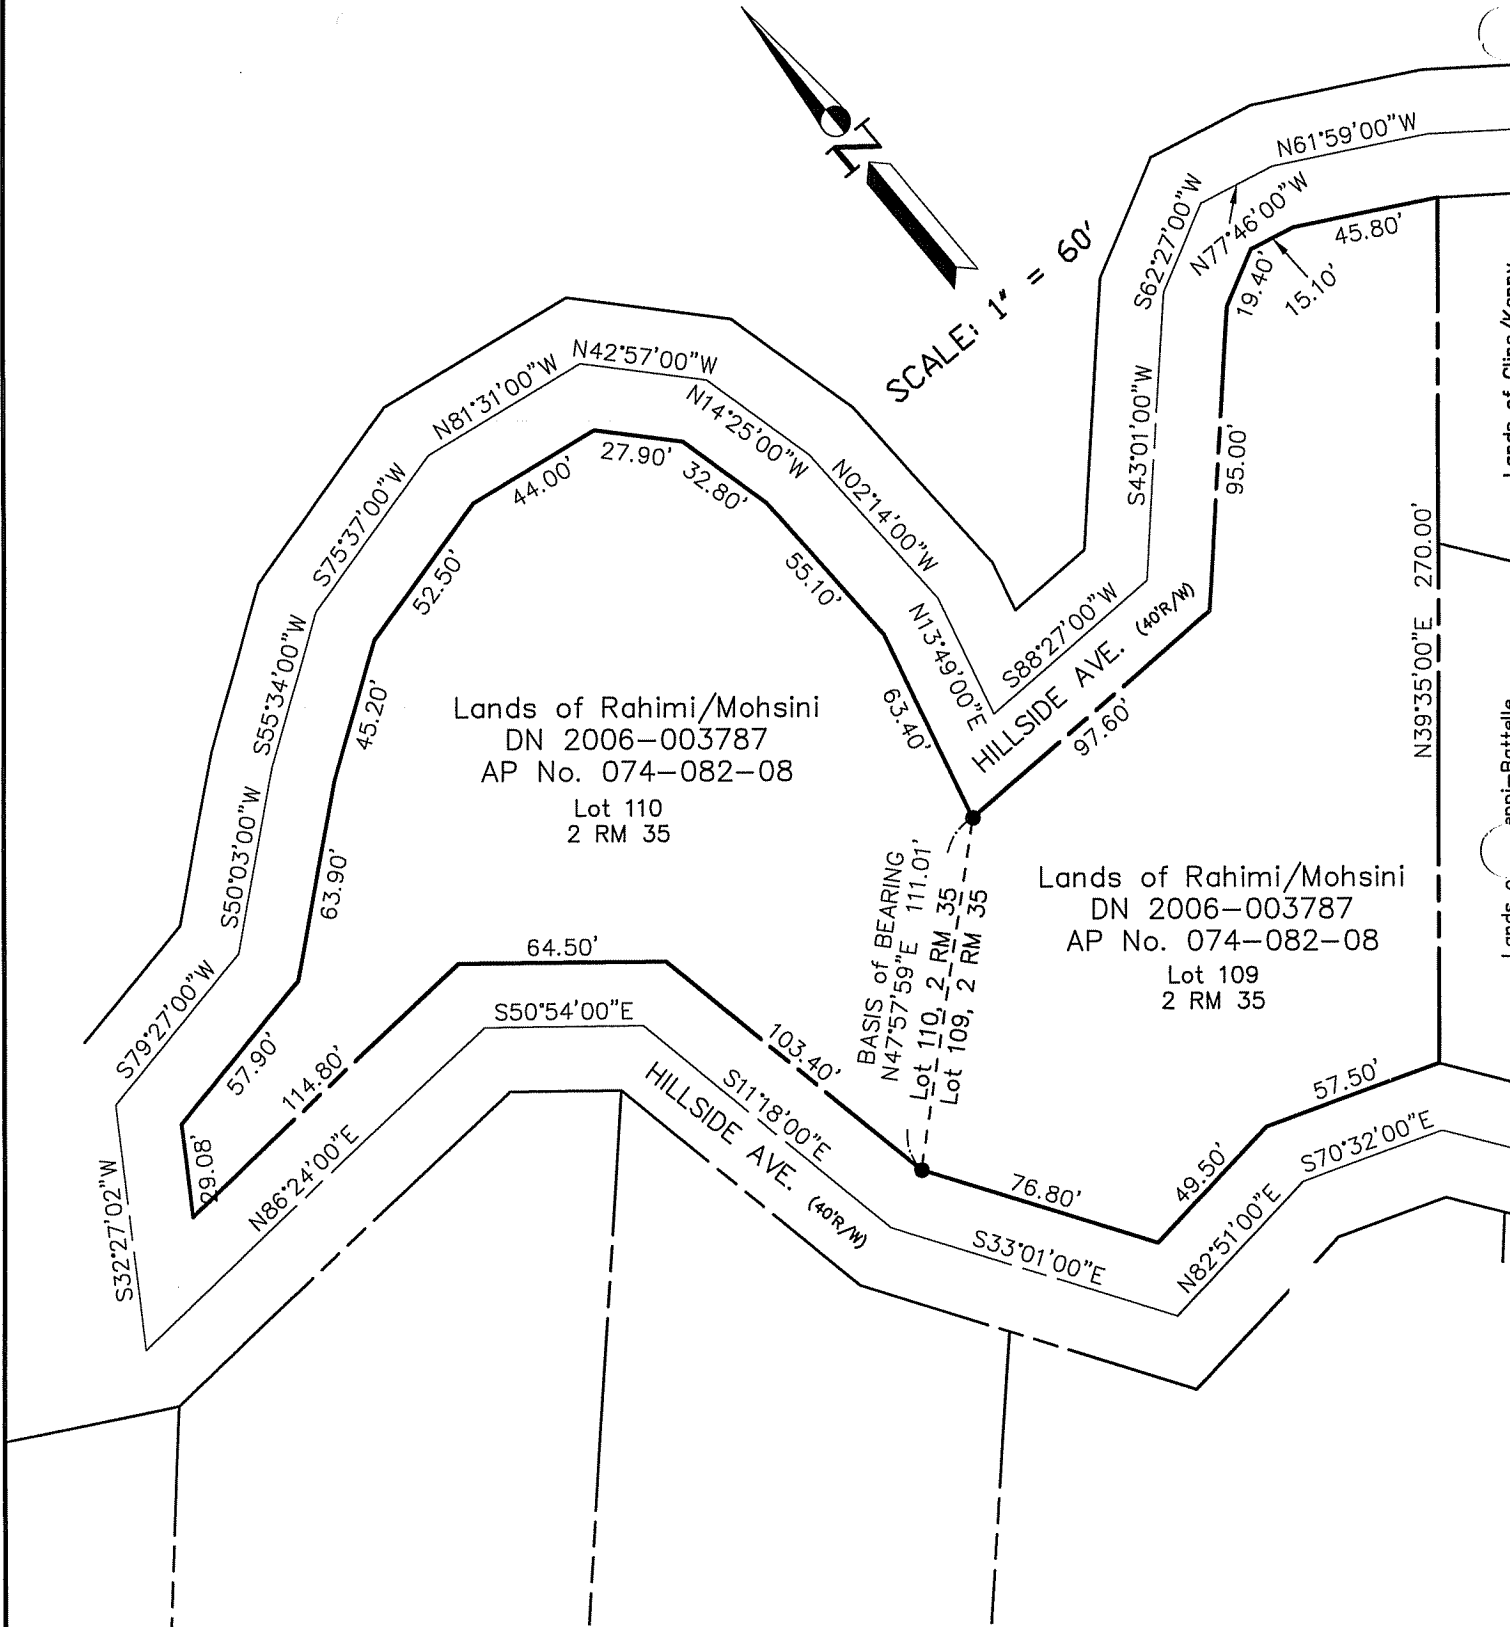 N
SCALE: 1" = 60'
N61°59'00"W
N77°46'00"W
S62°27'00"W
45.80'
15.10'
19.40'
S43°01'00"W
95.00'
N42°57'00"W
N81°31'00"W
N14°25'00"W
27.90'
44.00'
32.80'
S75°37'00"W
N02°14'00"W
52.50'
55.10'
N39°35'00"E 270.00'
S88°27'00"W
HILLSIDE AVE. (40'R/W)
97.60'
N13°49'00"E
63.40'
S55°34'00"W
45.20'
Lands of Rahimi/Mohsini
DN 2006-003787
AP No. 074-082-08
Lot 110
2 RM 35
S50°03'00"W
63.90'
BASIS of BEARING
N47°57'59"E 111.01'
Lot 110, 2 RM 35
Lot 109, 2 RM 35
Lands of Rahimi/Mohsini
DN 2006-003787
AP No. 074-082-08
Lot 109
2 RM 35
64.50'
S50°54'00"E
S79°27'00"W
57.90'
114.80'
103.40'
HILLSIDE AVE. (40'R/W)
S11°18'00"E
57.50'
S70°32'00"E
49.50'
76.80'
29.08'
S32°27'02"W
N86°24'00"E
S33°01'00"E
N82°51'00"E